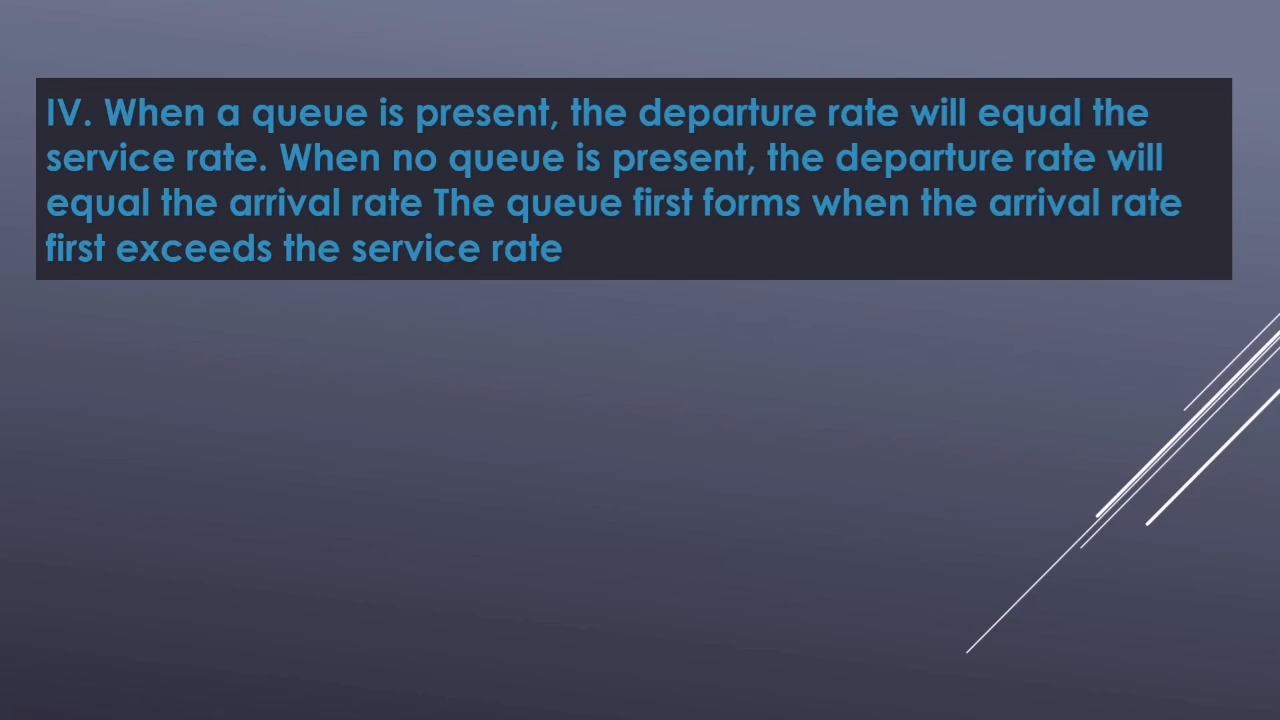 IV. When a queue is present, the departure rate will equal the
service rate. When no queue is present, the departure rate will
equal the arrival rate The queue first forms when the arrival rate
first exceeds the service rate